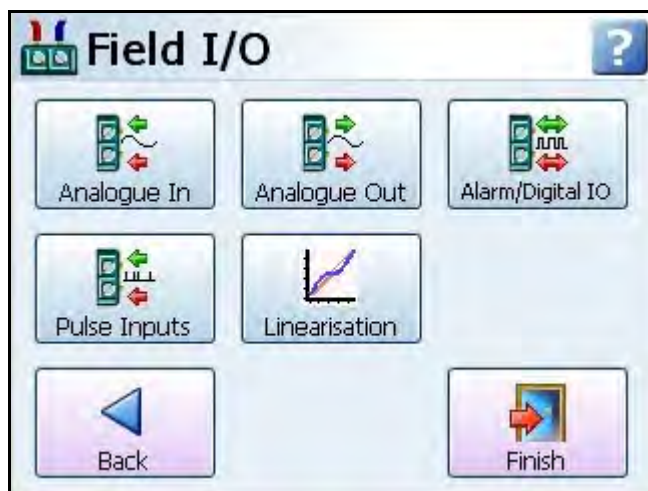 Field I/O
?
Analogue In
Analogue Out
Alarm/Digital IO
Pulse Inputs
Linearisation
Back
Finish